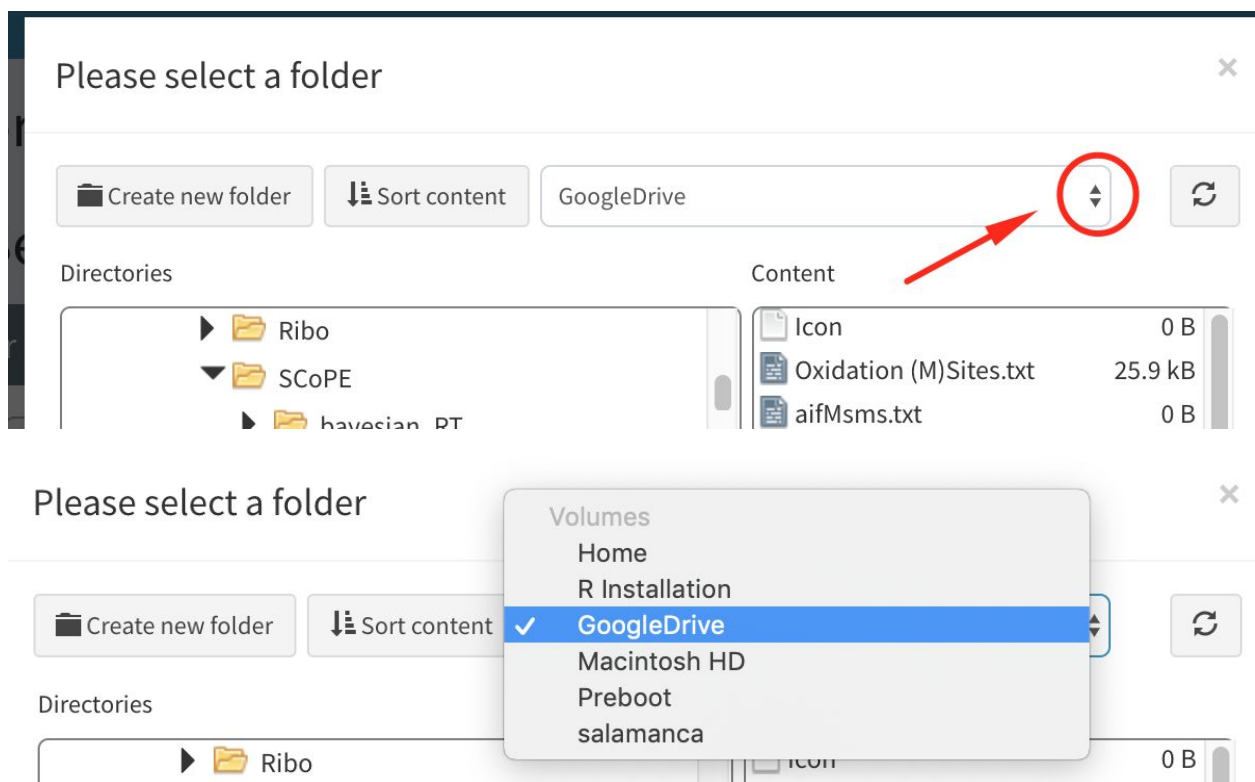 Please select a folder ×
Create new folder Sort content GoogleDrive
Directories Content
Ribo Icon 0 B
SCoPE Oxidation (M)Sites.txt 25.9 kB
bayesian_RT aifMsms.txt 0 B
Please select a folder ×
Volumes
Home
R Installation
Create new folder Sort content ✓ GoogleDrive
Macintosh HD
Preboot
Directories
salamanca
Ribo Icon 0 B